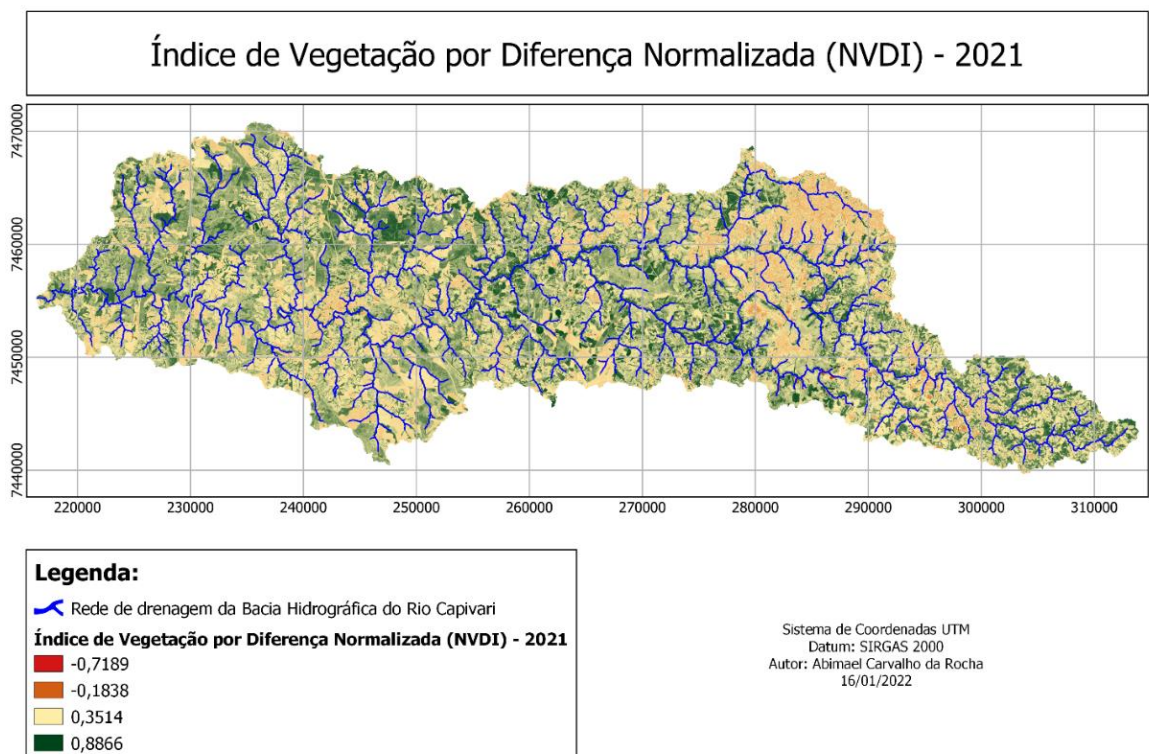 Índice de Vegetação por Diferença Normalizada (NVDI) - 2021
7470000
7460000
7450000
7440000
220000 230000 240000 250000 260000 270000 280000 290000 300000 310000
Legenda:
Rede de drenagem da Bacia Hidrográfica do Rio Capivari
Índice de Vegetação por Diferença Normalizada (NVDI) - 2021
-0,7189
-0,1838
0,3514
0,8866
Sistema de Coordenadas UTM
Datum: SIRGAS 2000
Autor: Abimael Carvalho da Rocha
16/01/2022